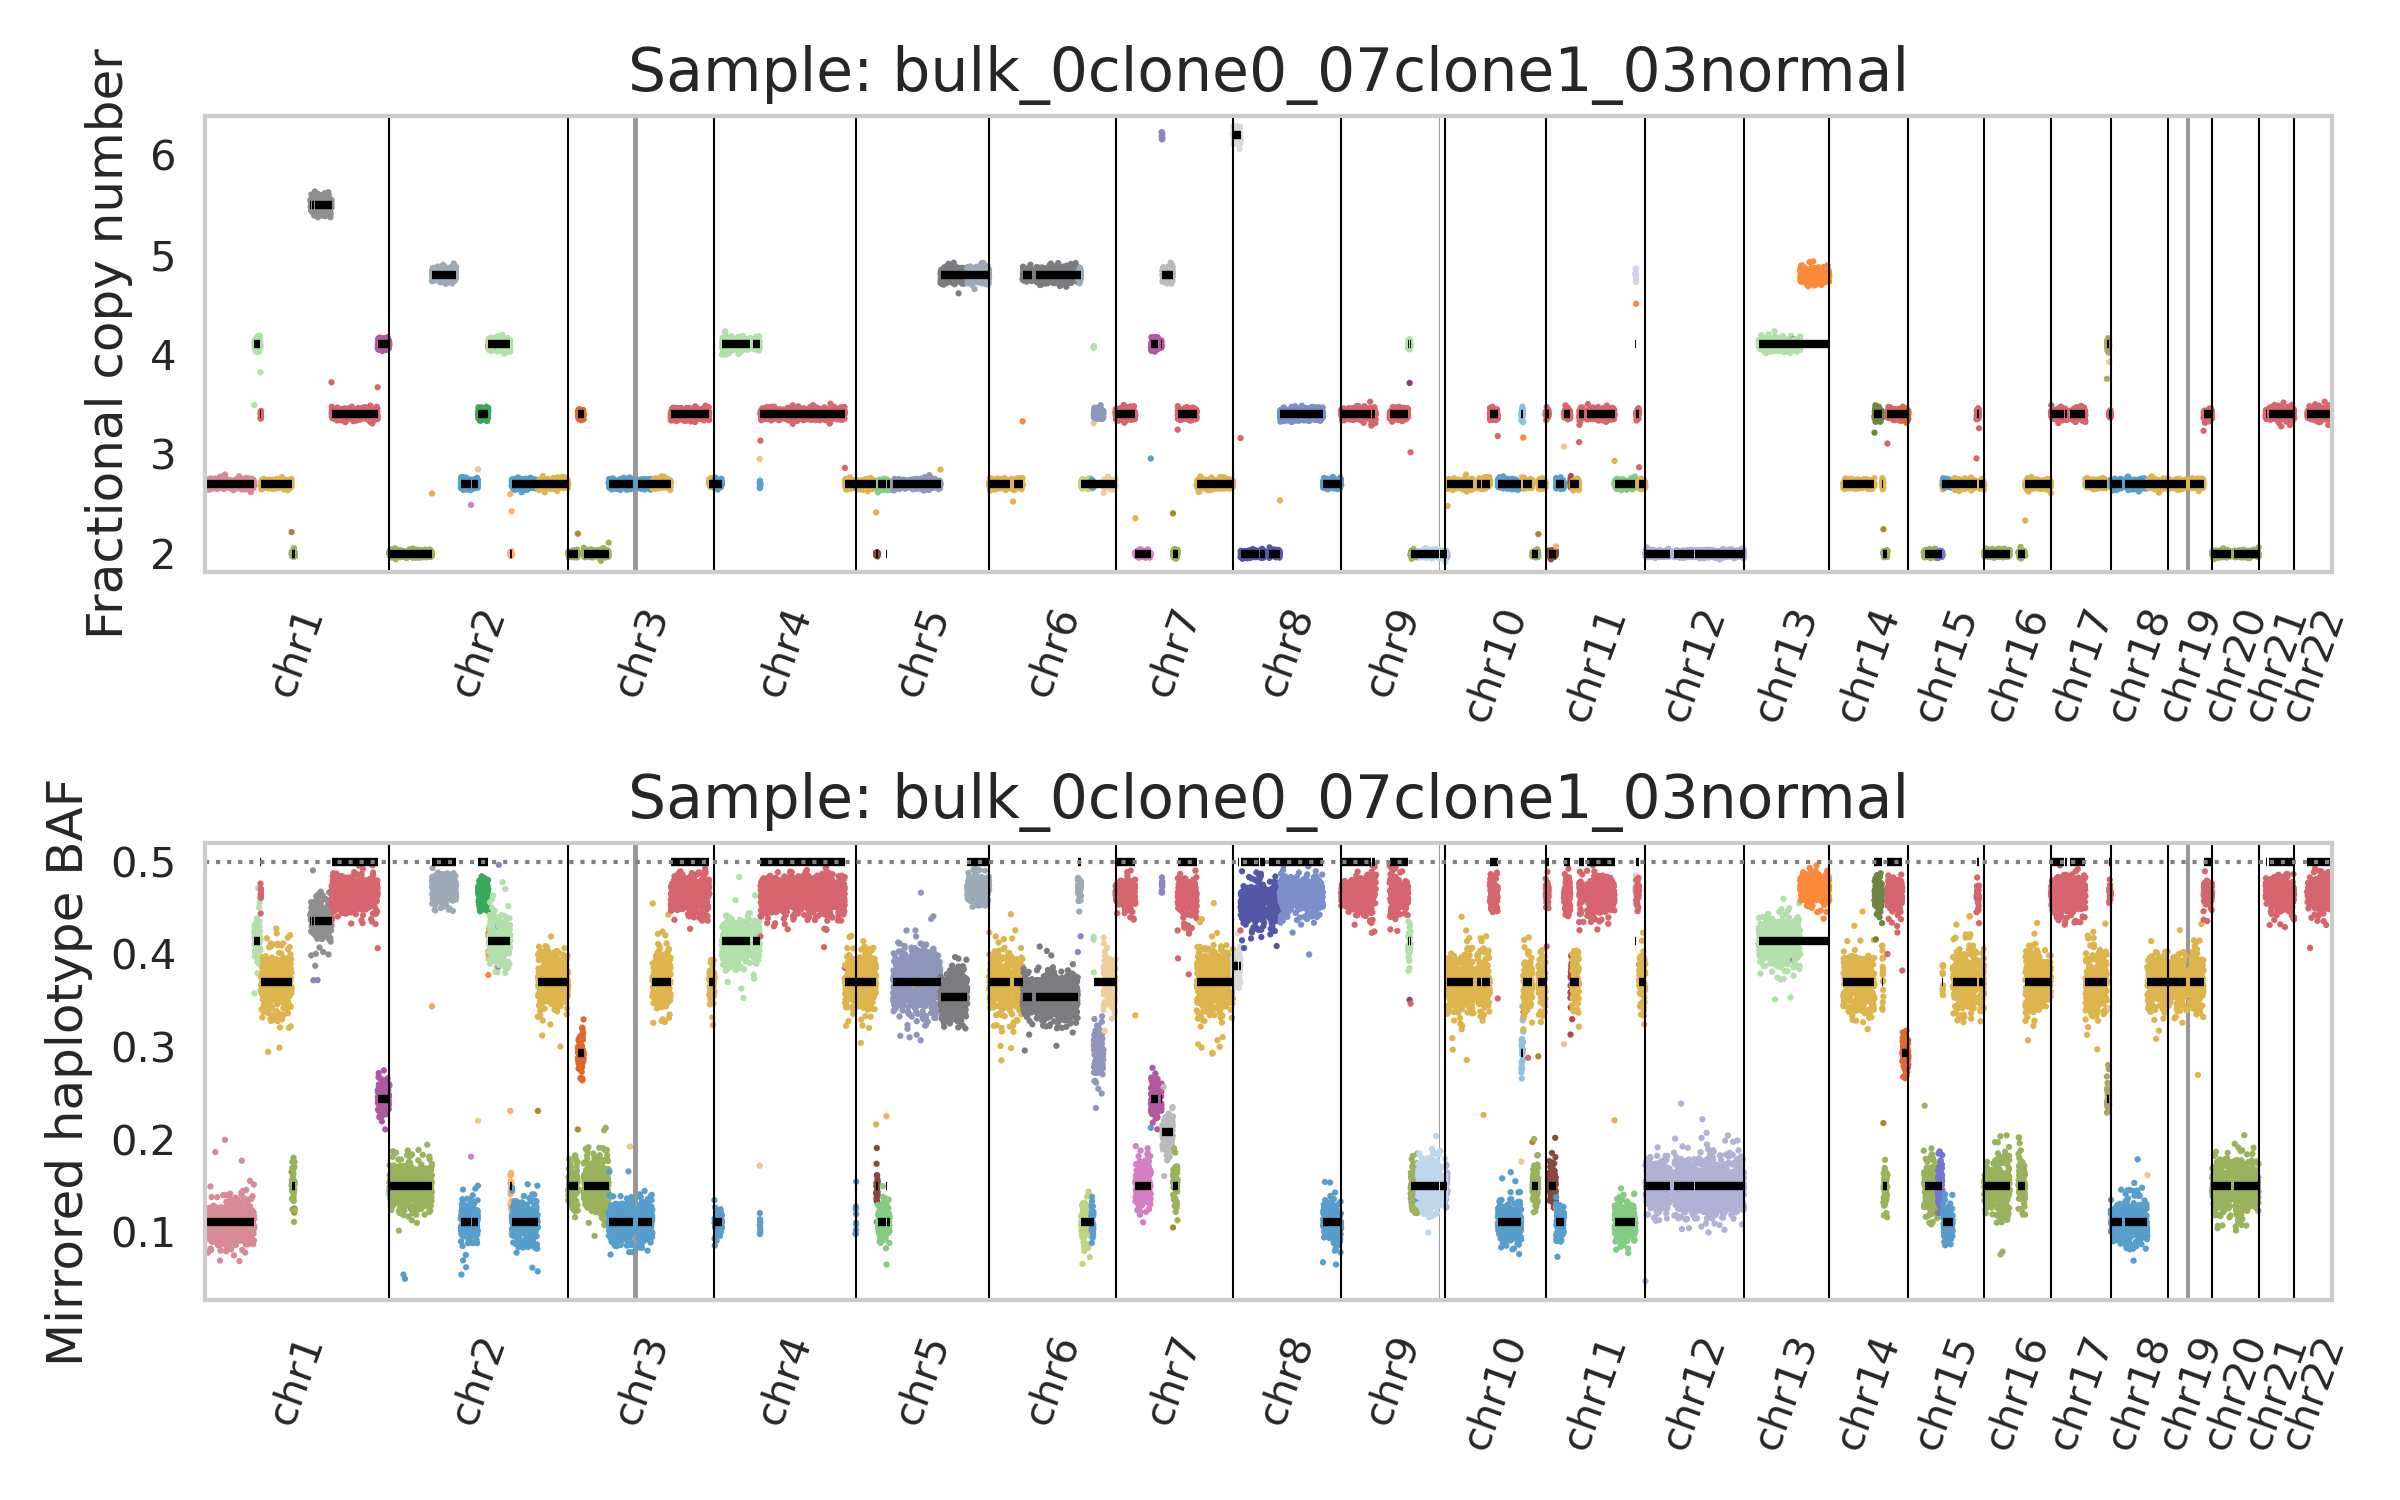 Sample: bulk_0clone0_07clone1_03normal
Fractional copy number
6
5
4
3
2
chr1 chr2 chr3 chr4 chr5 chr6 chr7 chr8 chr9 chr10 chr11 chr12 chr13 chr14 chr15 chr16 chr17 chr18 chr19 chr20 chr21 chr22
Sample: bulk_0clone0_07clone1_03normal
Mirrored haplotype BAF
0.5
0.4
0.3
0.2
0.1
chr1 chr2 chr3 chr4 chr5 chr6 chr7 chr8 chr9 chr10 chr11 chr12 chr13 chr14 chr15 chr16 chr17 chr18 chr19 chr20 chr21 chr22